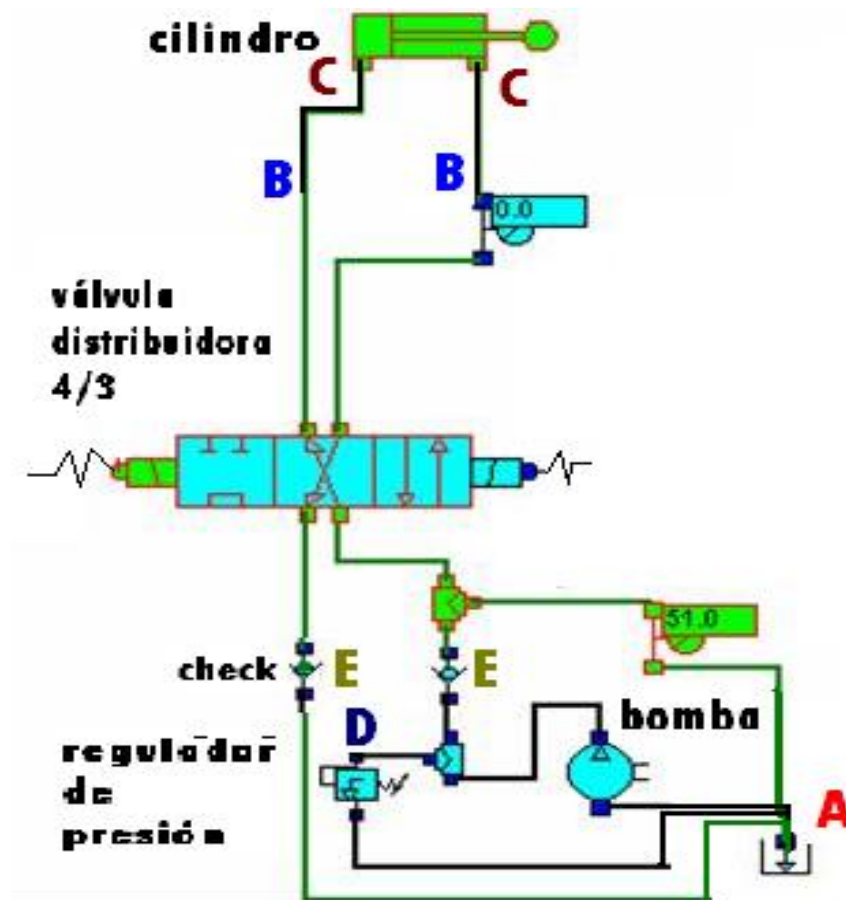 cilindro
C
C
B
B
0.0
válvula
distribuidora
4/3
51.0
check
E
E
D
bomba
regulador
de
presión
A